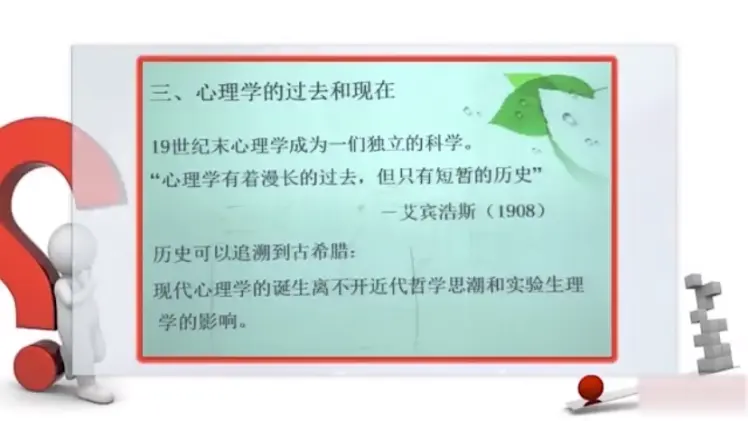 三、心理学的过去和现在
19世纪末心理学成为一们独立的科学。
“心理学有着漫长的过去，但只有短暂的历史”
—艾宾浩斯（1908）
历史可以追溯到古希腊：
现代心理学的诞生离不开近代哲学思潮和实验生理
学的影响。